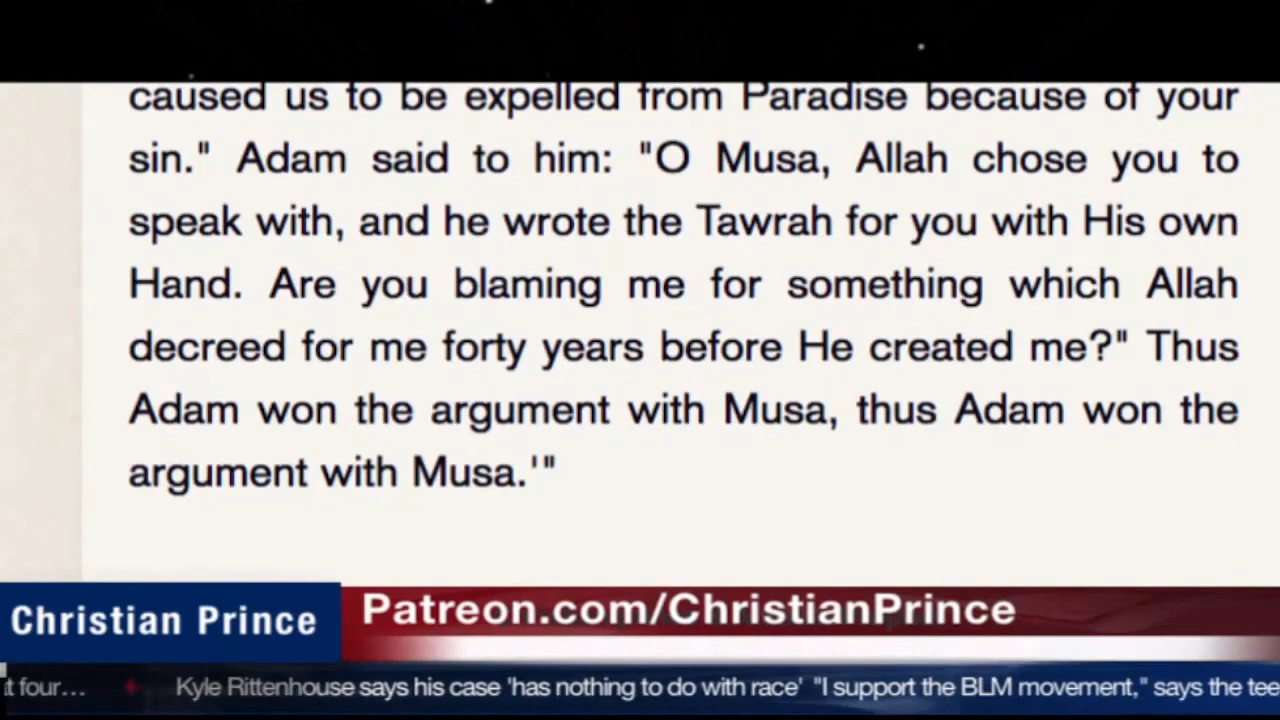 caused us to be expelled from Paradise because of your
sin." Adam said to him: "O Musa, Allah chose you to
speak with, and he wrote the Tawrah for you with His own
Hand. Are you blaming me for something which Allah
decreed for me forty years before He created me?" Thus
Adam won the argument with Musa, thus Adam won the
argument with Musa.'"
Christian Prince
Patreon.com/ChristianPrince
t four... + Kyle Rittenhouse says his case 'has nothing to do with race' "I support the BLM movement," says the tee